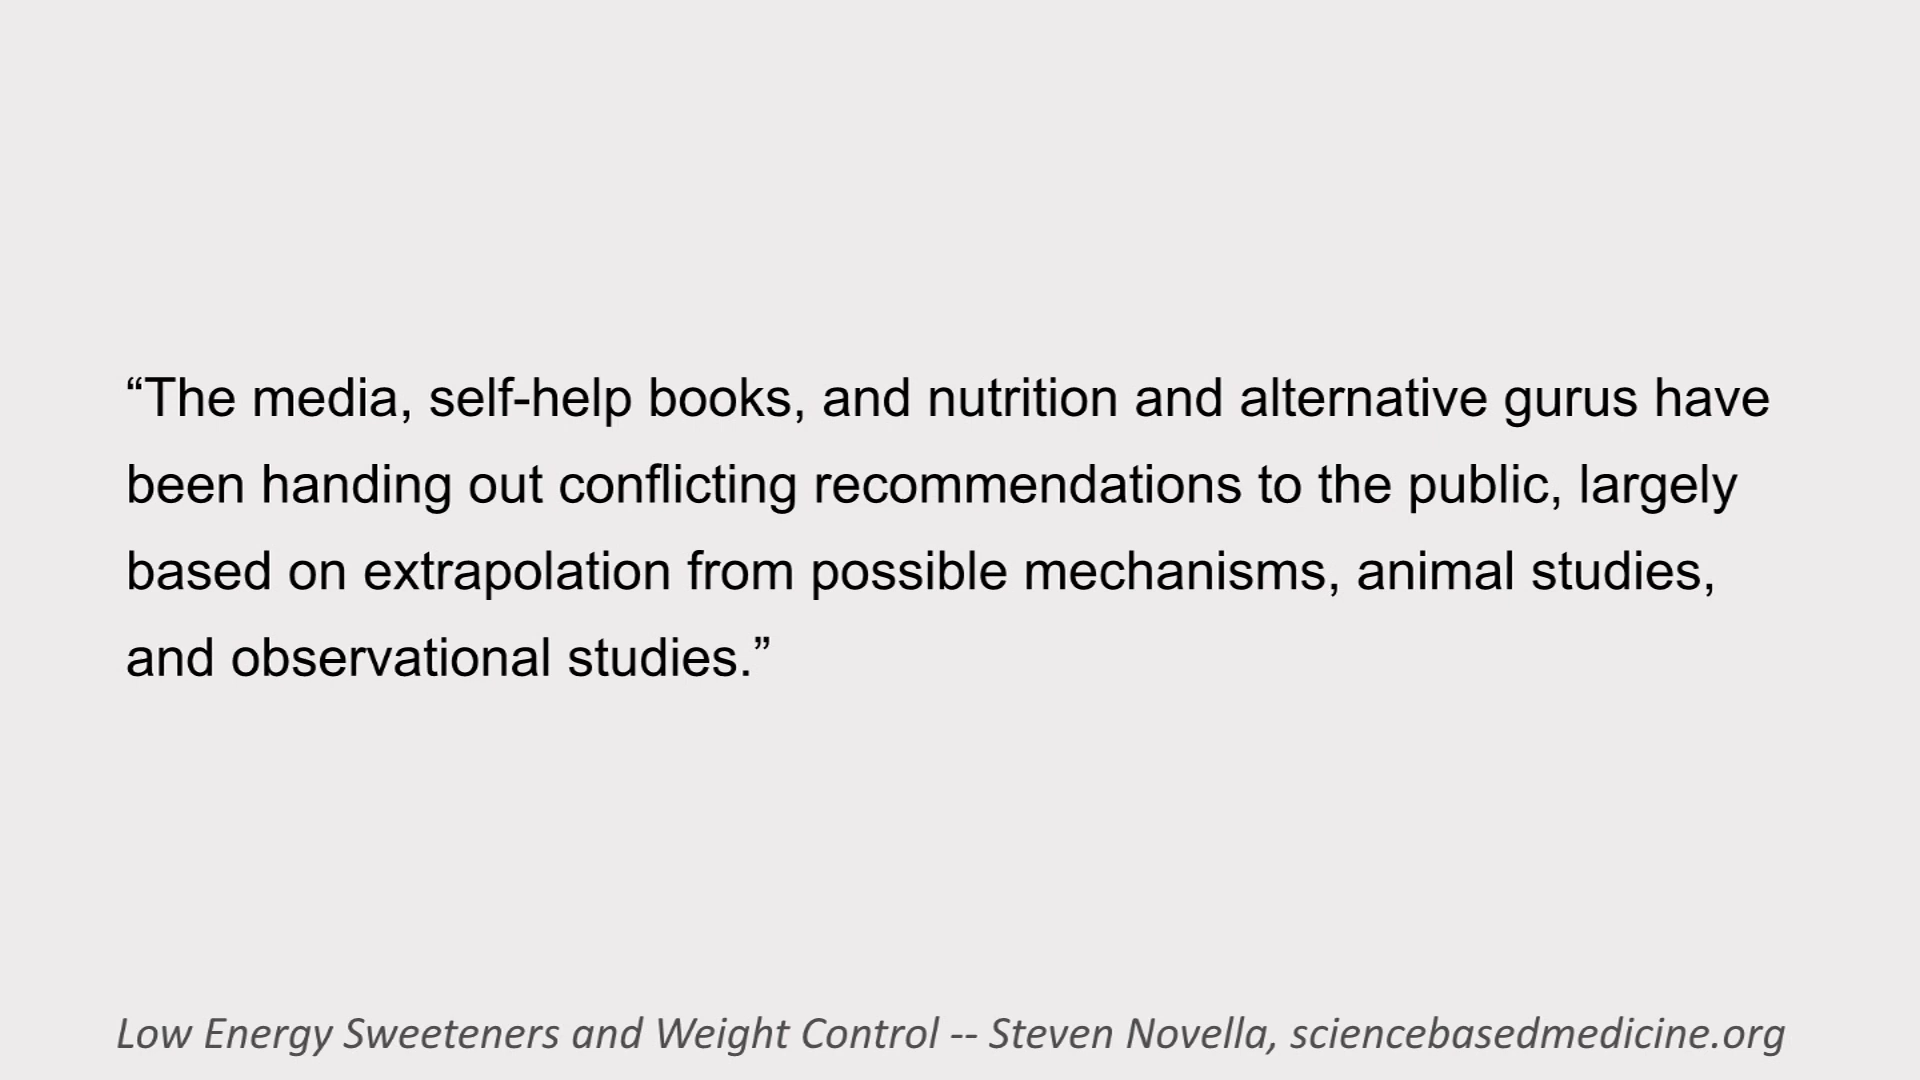 “The media, self-help books, and nutrition and alternative gurus have
been handing out conflicting recommendations to the public, largely
based on extrapolation from possible mechanisms, animal studies,
and observational studies.”
Low Energy Sweeteners and Weight Control -- Steven Novella, sciencebasedmedicine.org